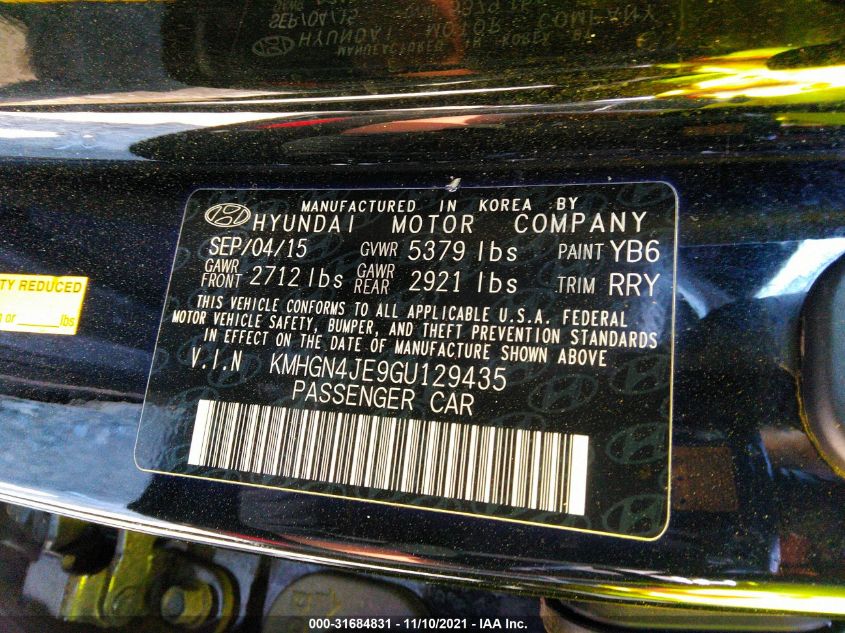 MANUFACTURED IN KOREA BY
HYUNDAI MOTOR COMPANY
SEP/04/15 GVWR 5379 lbs PAINT YB6
GAWR FRONT 2712 lbs GAWR REAR 2921 lbs TRIM RRY
THIS VEHICLE CONFORMS TO ALL APPLICABLE U.S.A. FEDERAL
MOTOR VEHICLE SAFETY, BUMPER, AND THEFT PREVENTION STANDARDS
IN EFFECT ON THE DATE OF MANUFACTURE SHOWN ABOVE
V.I.N KMHGN4JE9GU129435
PASSENGER CAR
REDUCED
lbs
000-31684831 - 11/10/2021 - IAA Inc.